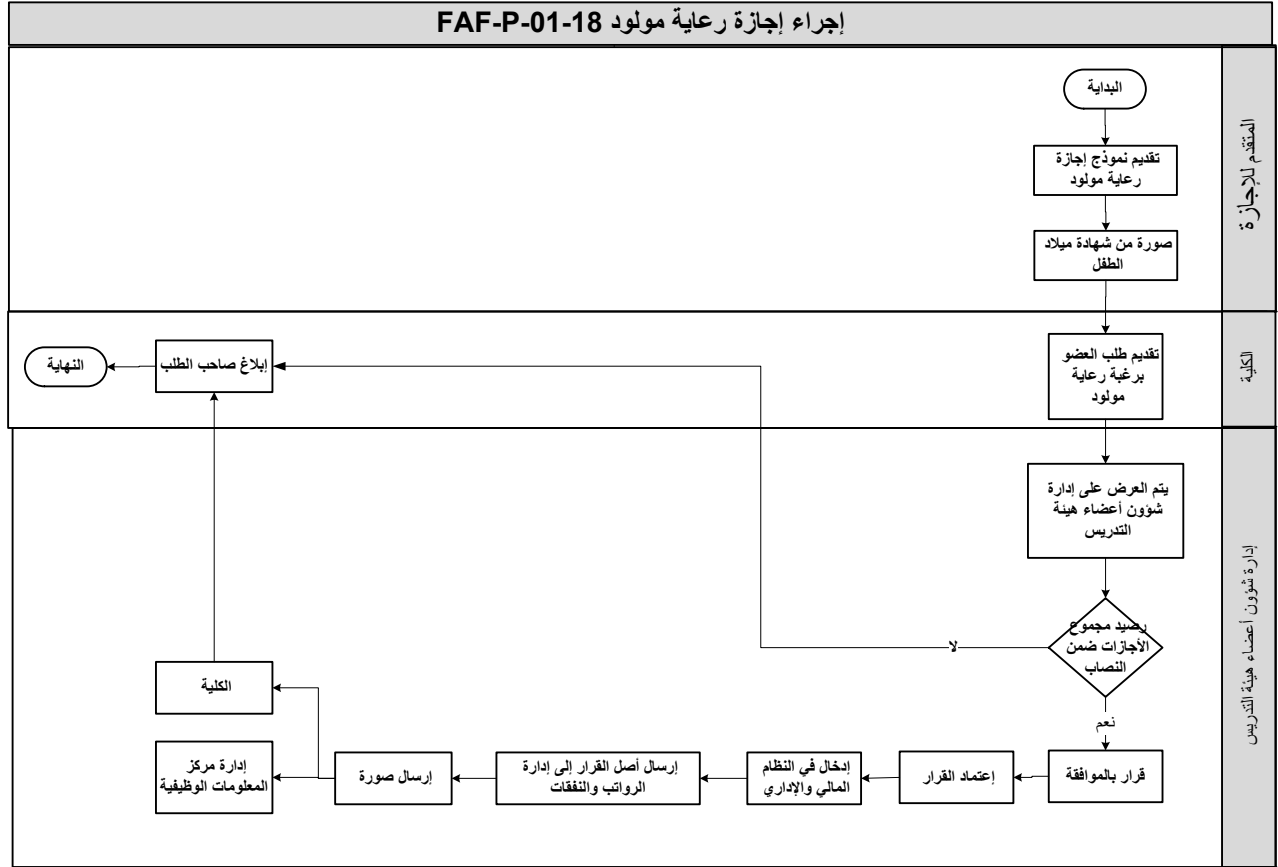 إجراء إجازة رعاية مولود FAF-P-01-18
المتقدم للإجازة
البداية
تقديم نموذج إجازة
رعاية مولود
صورة من شهادة ميلاد
الطفل
الكلية
تقديم طلب العضو
برغبة رعاية
مولود
إبلاغ صاحب الطلب
النهاية
إدارة شؤون أعضاء هيئة التدريس
يتم العرض على إدارة
شؤون أعضاء هيئة
التدريس
رصيد مجموع
الأجازات ضمن
النصاب
لا
نعم
قرار بالموافقة
إعتماد القرار
إدخال في النظام
المالي والإداري
إرسال أصل القرار إلى إدارة
الرواتب والنفقات
إرسال صورة
الكلية
إدارة مركز
المعلومات الوظيفية